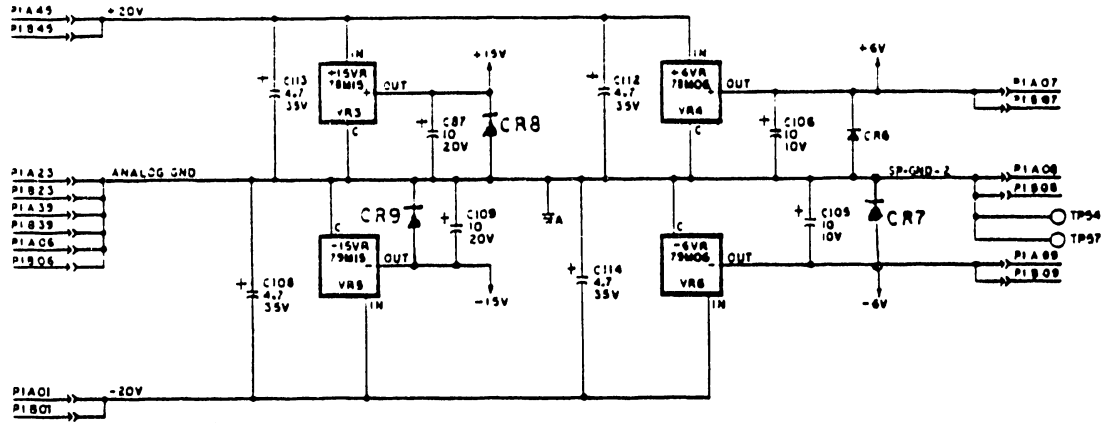 P1A45 +20V
P1B45
IN
+15VR
78M15
+
VR3
C
OUT
+15V
+ C113
4.7
35V
+ C87
10
20V
CR8
+ C112
4.7
35V
IN
+6VR
78M06
+
VR4
C
OUT
+6V
+ C106
10
10V
CR6
P1A07
P1B07
P1A23 ANALOG GND
P1B23
P1A39
P1B39
P1A06
P1B06
SP-GND-2
P1A08
P1B08
TP54
TP57
C
-15VR
79M15
-
VR5
IN
OUT
CR9
+ C109
10
20V
-15V
A
+ C108
4.7
35V
+ C114
4.7
35V
C
-6VR
79M06
-
VR6
IN
OUT
+ C105
10
10V
CR7
-6V
P1A09
P1B09
P1A01 -20V
P1B01